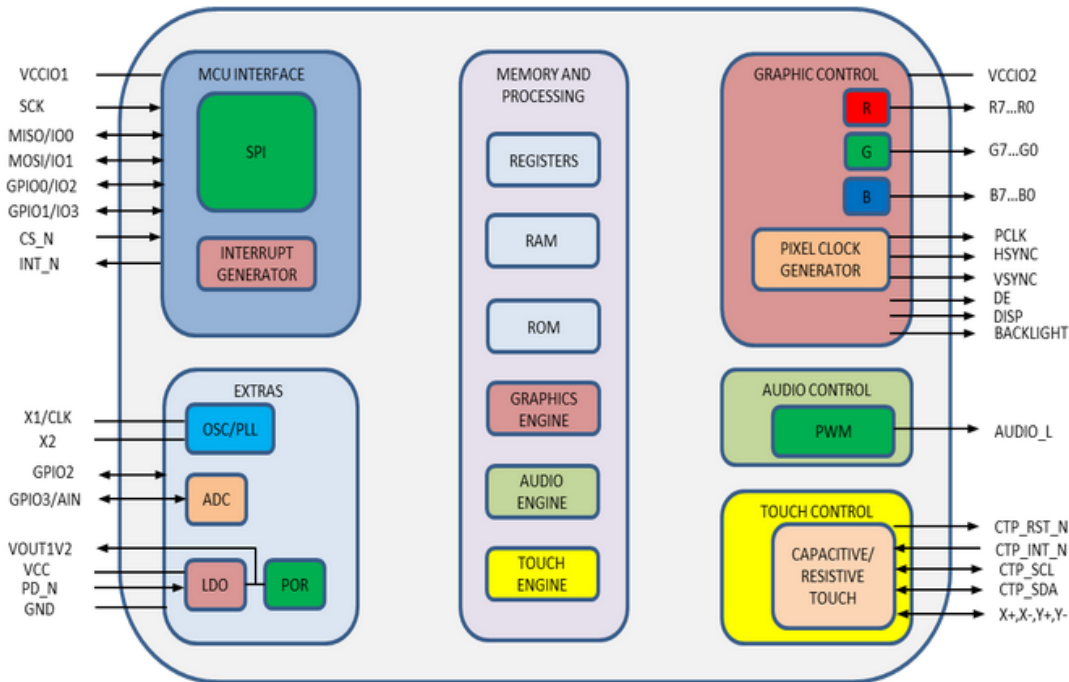 VCCIO1
SCK
MISO/IO0
MOSI/IO1
GPIO0/IO2
GPIO1/IO3
CS_N
INT_N
MCU INTERFACE
SPI
INTERRUPT
GENERATOR
X1/CLK
X2
GPIO2
GPIO3/AIN
VOUT1V2
VCC
PD_N
GND
EXTRAS
OSC/PLL
ADC
LDO
POR
MEMORY AND
PROCESSING
REGISTERS
RAM
ROM
GRAPHICS
ENGINE
AUDIO
ENGINE
TOUCH
ENGINE
GRAPHIC CONTROL
R
G
B
PIXEL CLOCK
GENERATOR
VCCIO2
R7...R0
G7...G0
B7...B0
PCLK
HSYNC
VSYNC
DE
DISP
BACKLIGHT
AUDIO CONTROL
PWM
AUDIO_L
TOUCH CONTROL
CAPACITIVE/
RESISTIVE
TOUCH
CTP_RST_N
CTP_INT_N
CTP_SCL
CTP_SDA
X+,X-,Y+,Y-